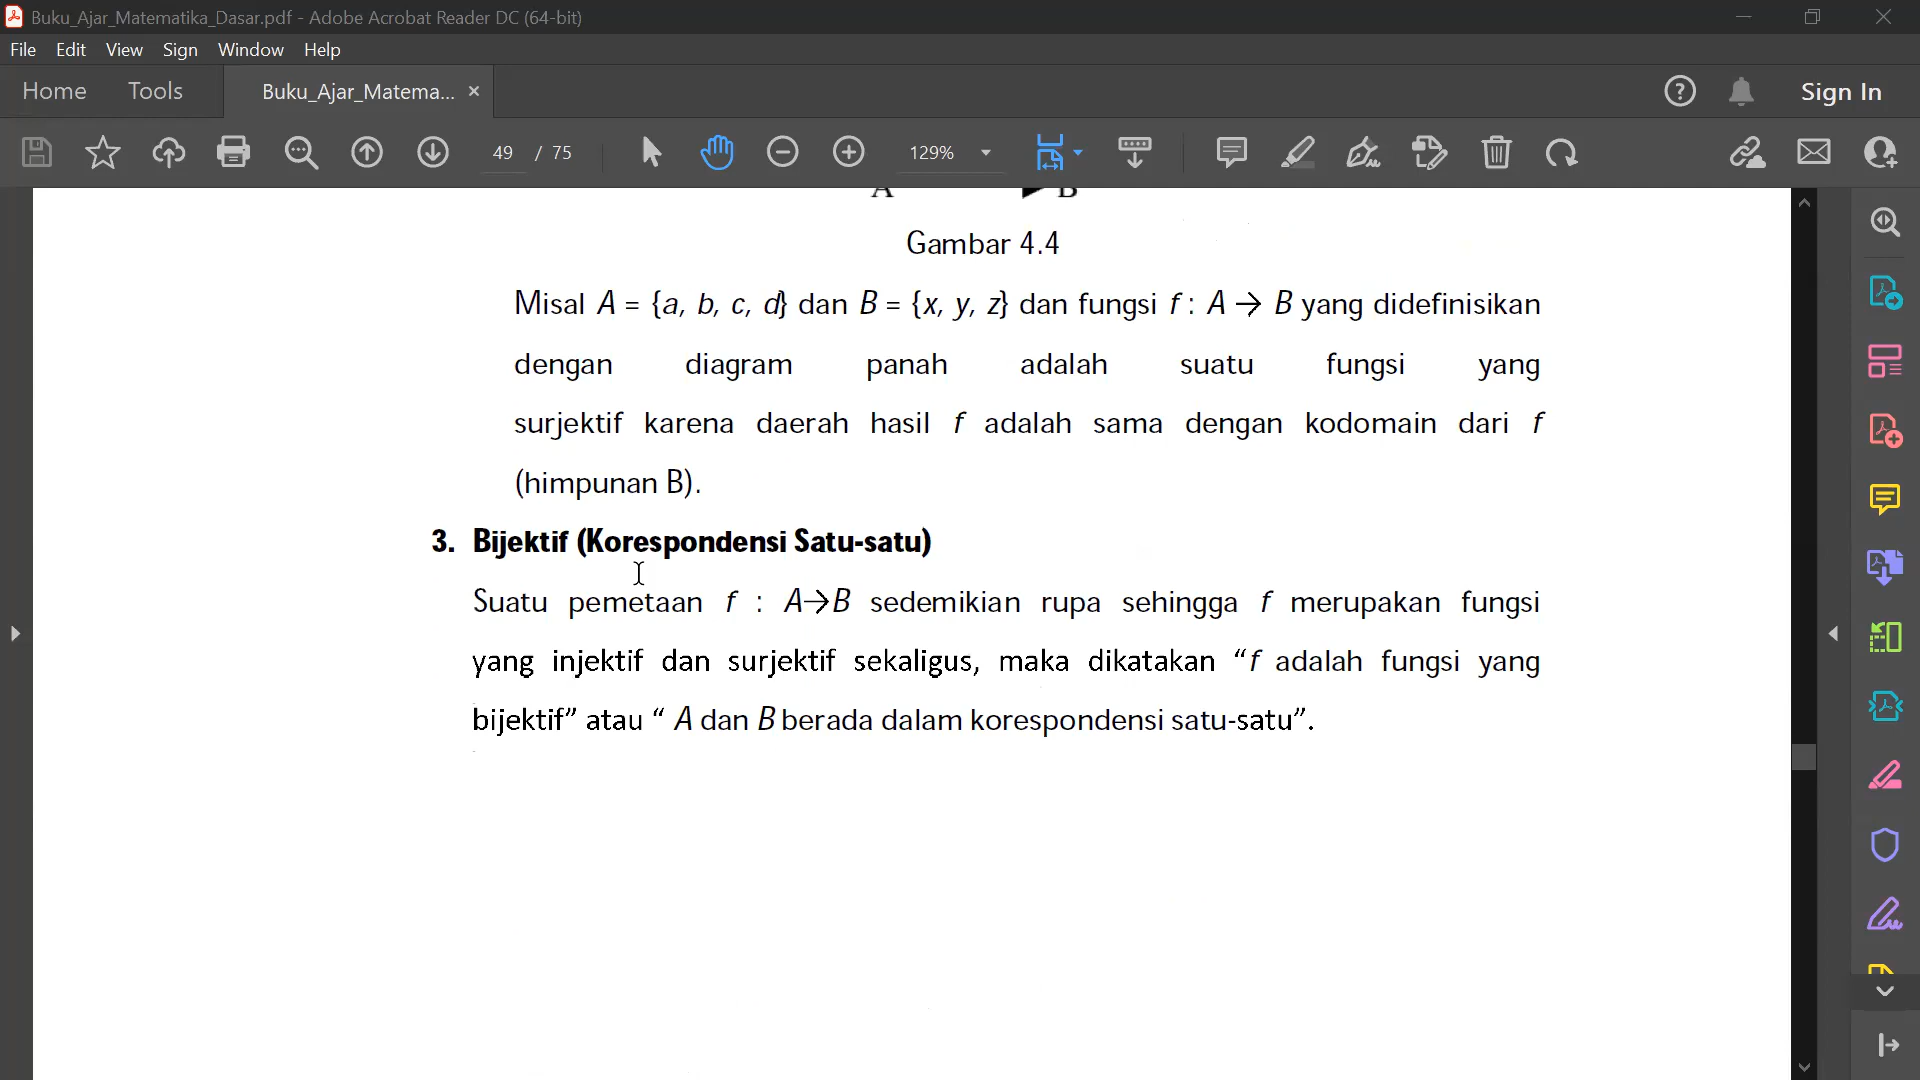 Buku_Ajar_Matematika_Dasar.pdf - Adobe Acrobat Reader DC (64-bit)
File Edit View Sign Window Help
Home Tools Buku_Ajar_Matema... × Sign In
49 / 75 129%
A B
Gambar 4.4
Misal A = {a, b, c, d} dan B = {x, y, z} dan fungsi f : A → B yang didefinisikan
dengan diagram panah adalah suatu fungsi yang
surjektif karena daerah hasil f adalah sama dengan kodomain dari f
(himpunan B).
3. Bijektif (Korespondensi Satu-satu)
Suatu pemetaan f : A→B sedemikian rupa sehingga f merupakan fungsi
yang injektif dan surjektif sekaligus, maka dikatakan “f adalah fungsi yang
bijektif” atau “ A dan B berada dalam korespondensi satu-satu”.